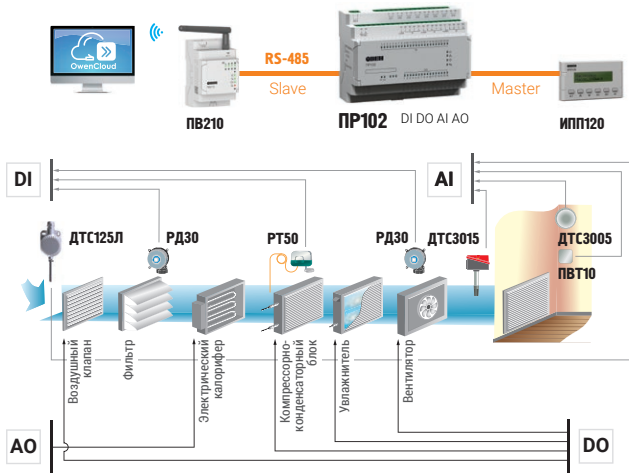 OwenCloud
RS-485
Slave
Master
ПВ210
ПР102
DI DO AI AO
ИПП120
DI
AI
ДТС125Л
РД30
РТ50
РД30
ДТС3015
ДТС3005
ПВТ10
Воздушный
клапан
Фильтр
Электрический
калорифер
Компрессорно-
конденсаторный
блок
Увлажнитель
Вентилятор
AO
DO